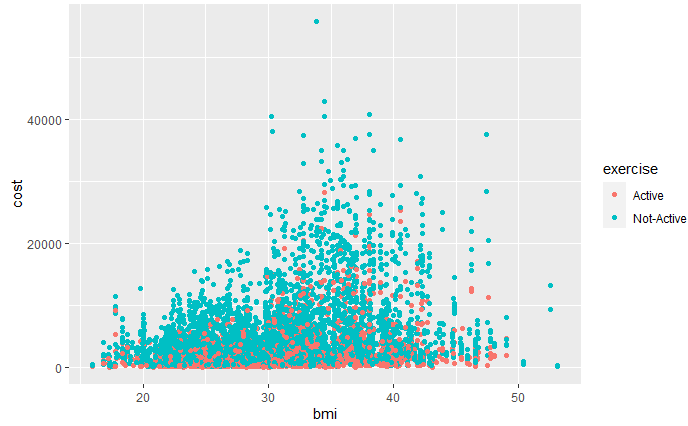 cost
40000
20000
0
20
30
40
50
bmi
exercise
Active
Not-Active